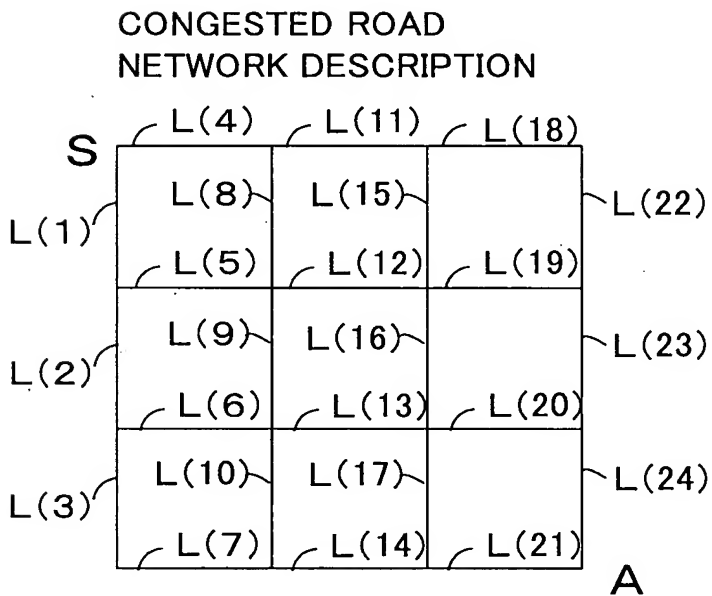 CONGESTED ROAD
NETWORK DESCRIPTION
L(4) L(11) L(18)
S
L(1) L(8) L(15) L(22)
L(5) L(12) L(19)
L(2) L(9) L(16) L(23)
L(6) L(13) L(20)
L(3) L(10) L(17) L(24)
L(7) L(14) L(21)
A